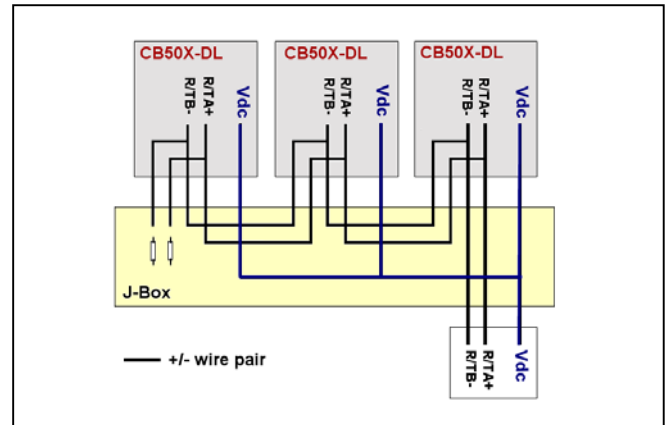 CB50X-DL
CB50X-DL
CB50X-DL
R/TB-
R/TA+
Vdc
R/TB-
R/TA+
Vdc
R/TB-
R/TA+
Vdc
J-Box
+/- wire pair
R/TB-
R/TA+
Vdc